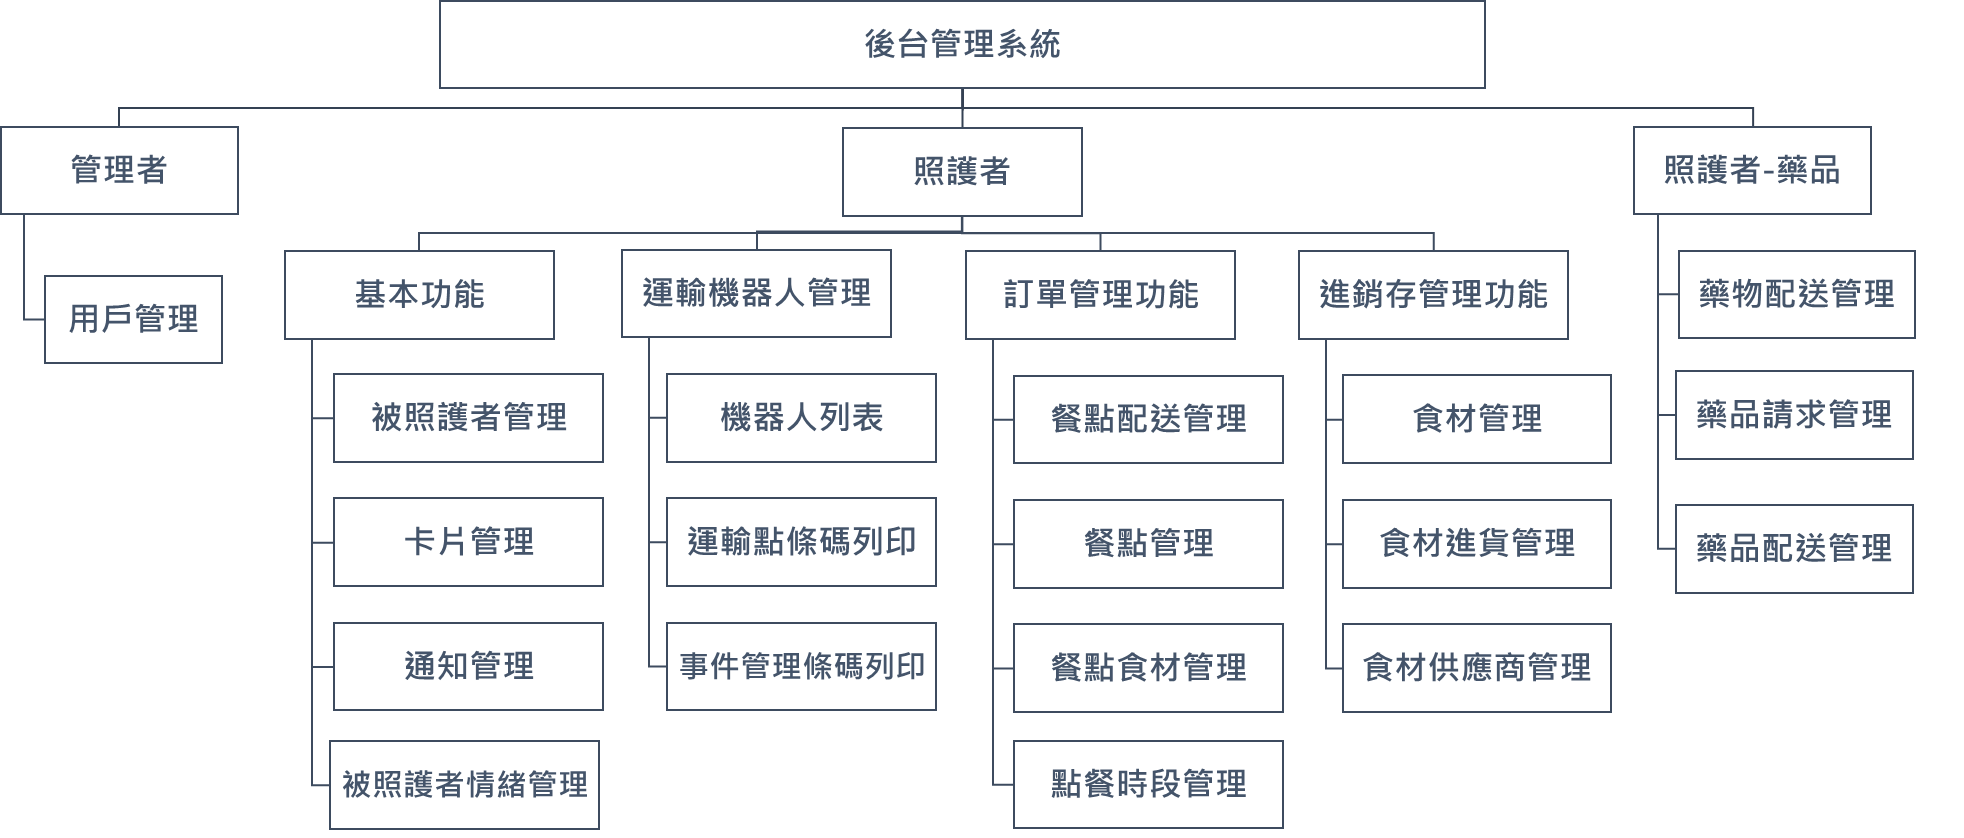 後台管理系統
管理者
用戶管理
照護者
基本功能
被照護者管理
卡片管理
通知管理
被照護者情緒管理
運輸機器人管理
機器人列表
運輸點條碼列印
事件管理條碼列印
訂單管理功能
餐點配送管理
餐點管理
餐點食材管理
點餐時段管理
進銷存管理功能
食材管理
食材進貨管理
食材供應商管理
照護者-藥品
藥物配送管理
藥品請求管理
藥品配送管理